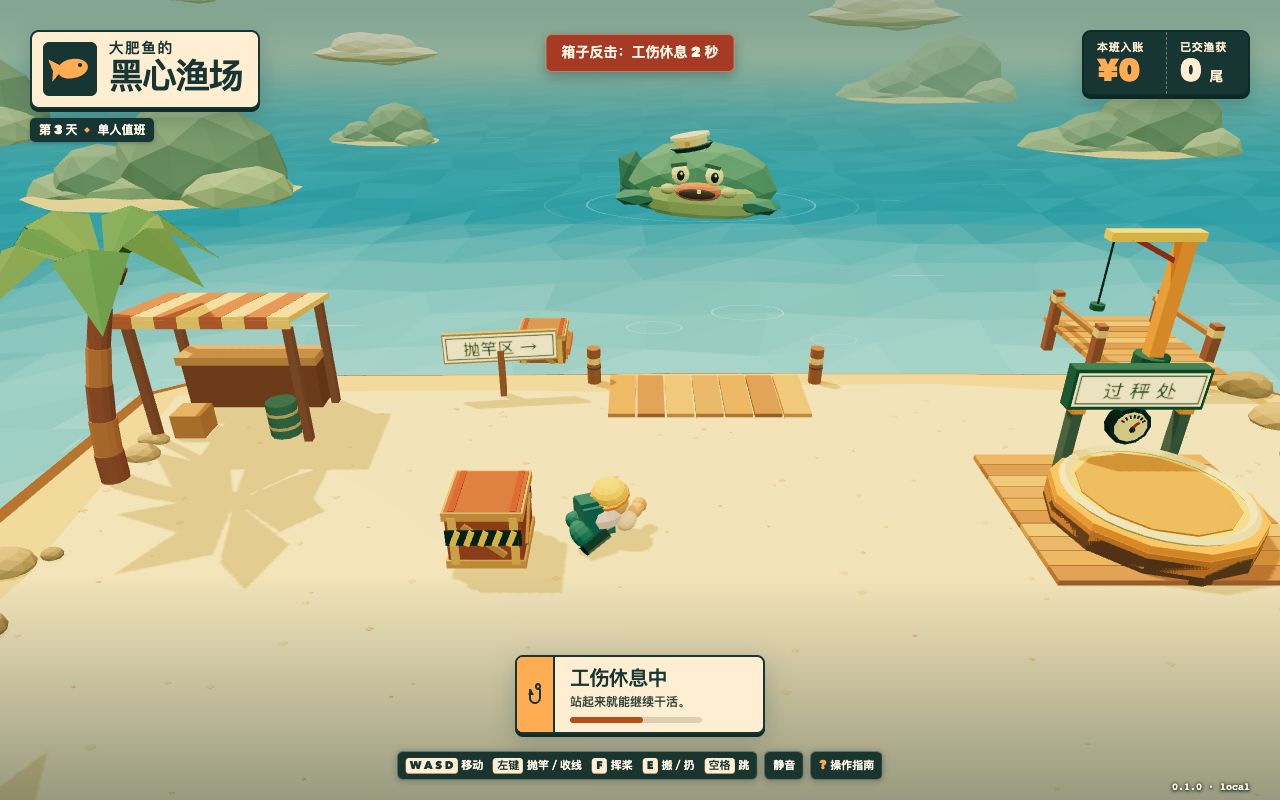 大肥鱼的
黑心渔场
第 3 天 • 单人值班
箱子反击：工伤休息 2 秒
本班入账
¥0
已交渔获
0 尾
抛竿区 →
过秤处
工伤休息中
站起来就能继续干活。
WASD 移动 左键 抛竿 / 收线 F 挥桨 E 搬 / 扔 空格 跳 静音 ? 操作指南
0.1.0 · local